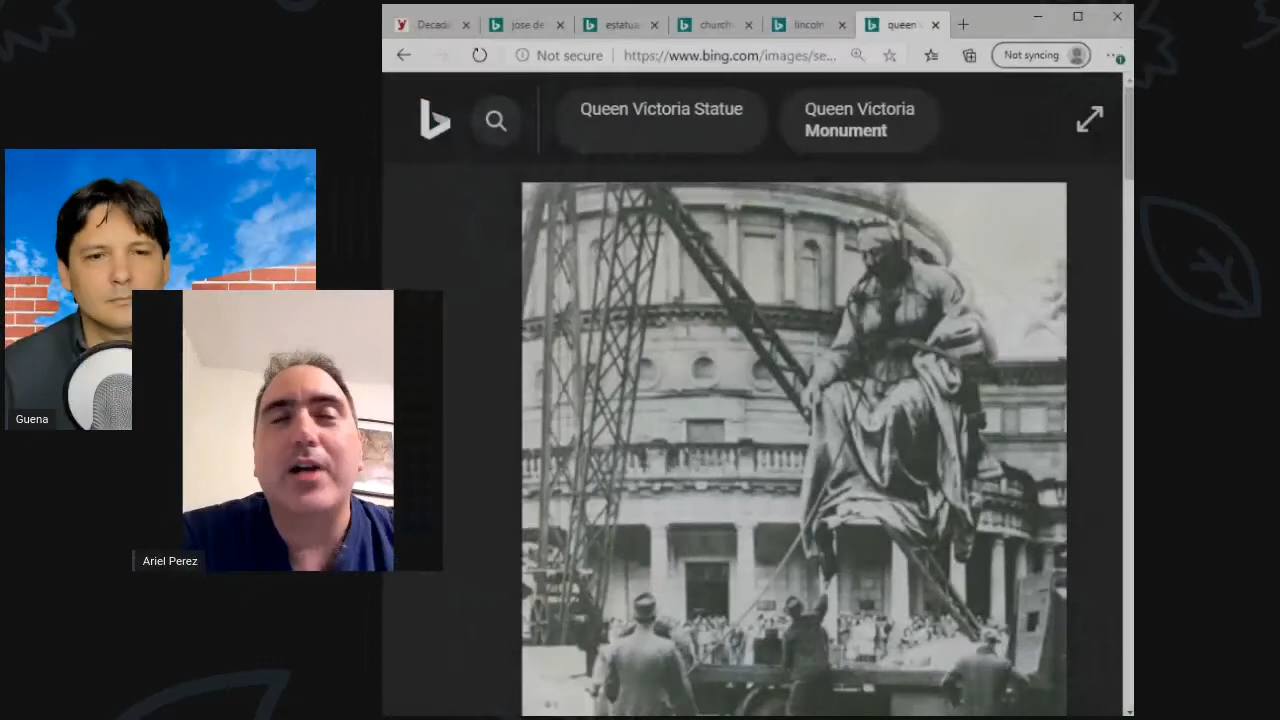 Decad
jose de
estatua
church
lincoln
queen
Not secure
https://www.bing.com/images/se...
Not syncing
Queen Victoria Statue
Queen Victoria
Monument
Guena
Ariel Perez